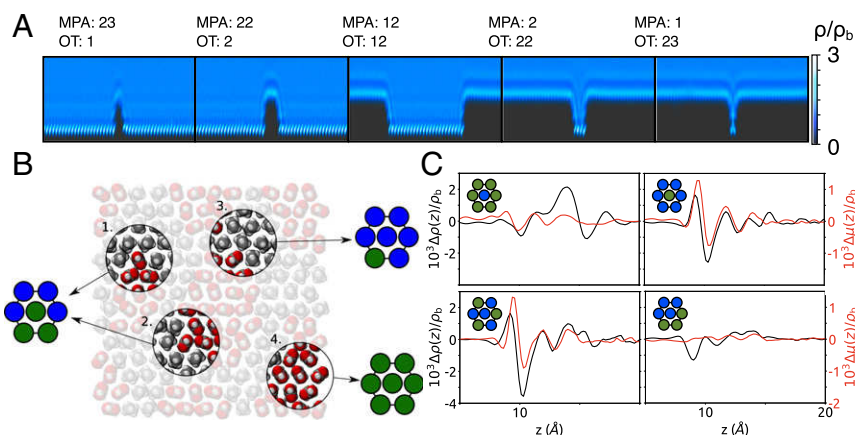 A
MPA: 23
OT: 1
MPA: 22
OT: 2
MPA: 12
OT: 12
MPA: 2
OT: 22
MPA: 1
OT: 23
ρ/ρb
3
0
B
1.
2.
3.
4.
C
10³Δρ(z)/ρb
2
0
-2
1
0
-1
10³Δμ(z)/ρb
10³Δρ(z)/ρb
2
0
-2
-4
10
z (Å)
10
20
z (Å)
1
0
-1
-2
10³Δμ(z)/ρb